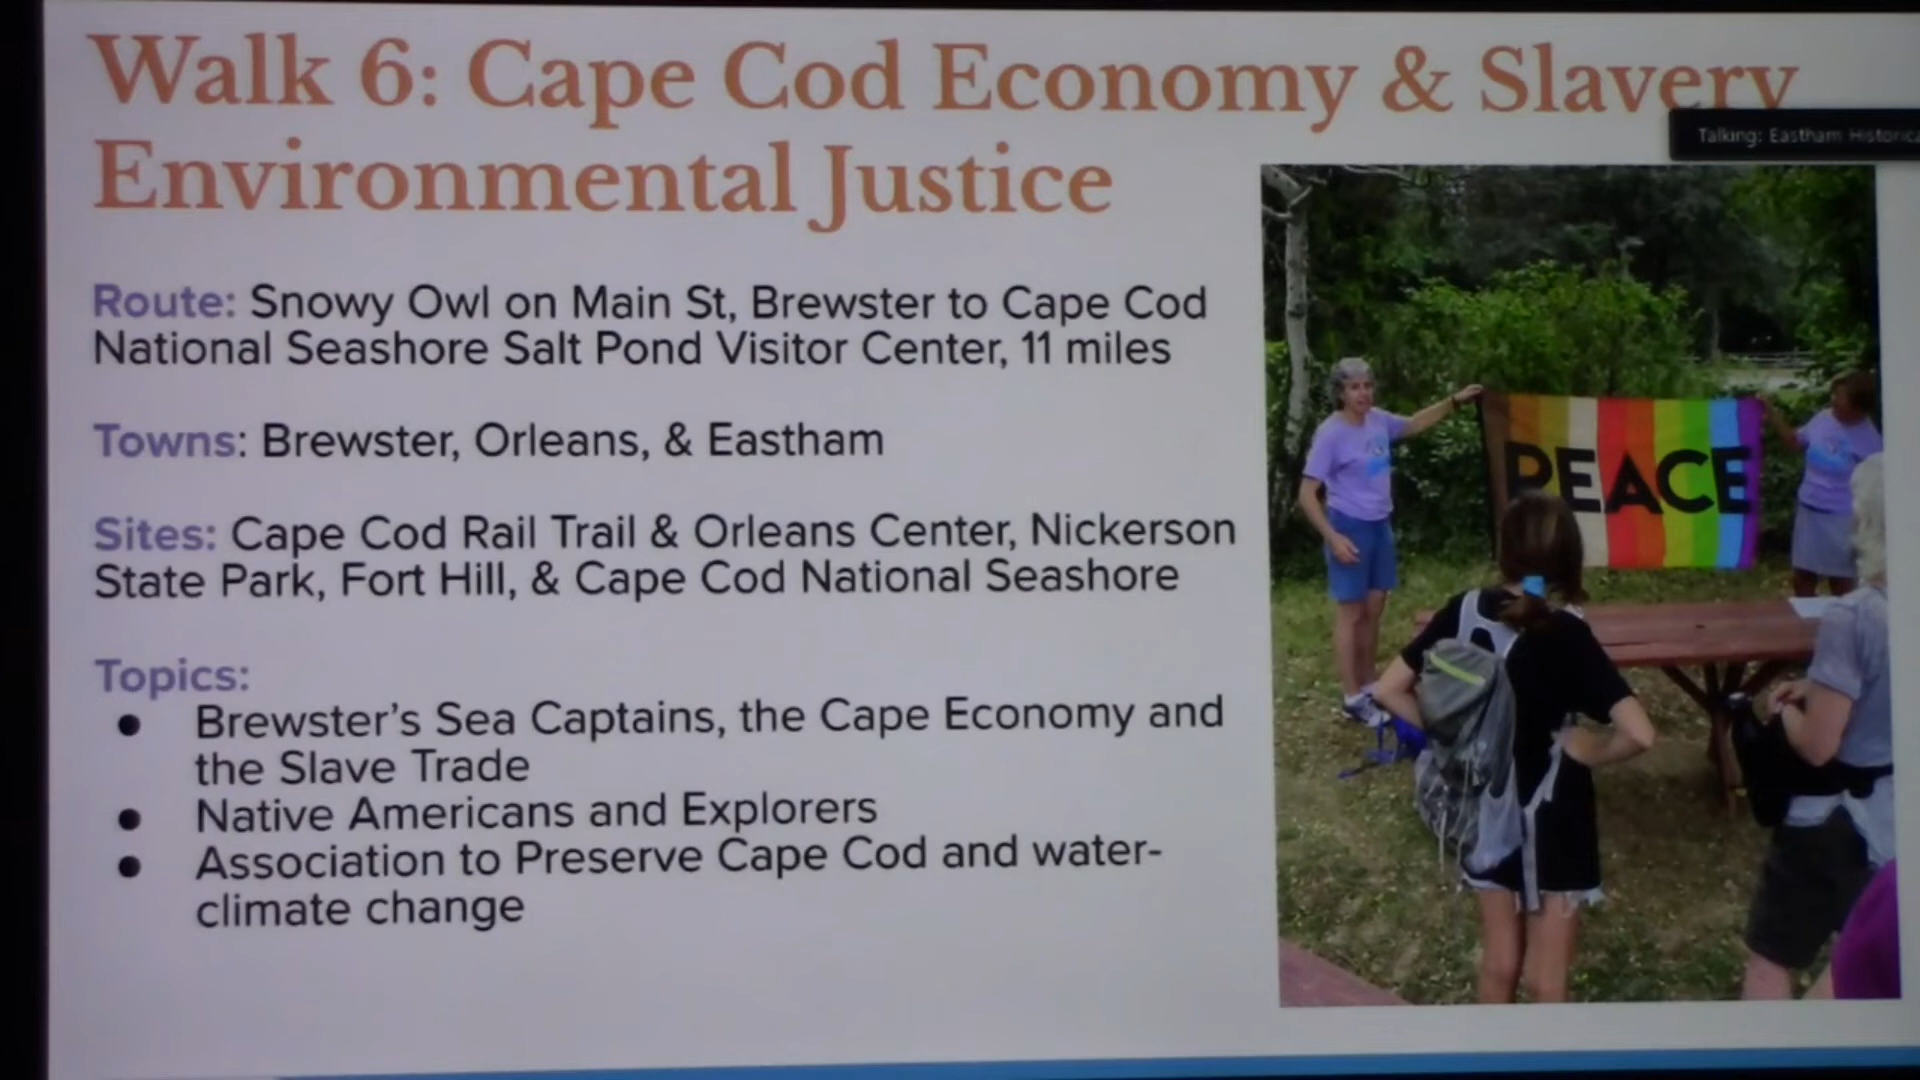 Walk 6: Cape Cod Economy & Slavery
Environmental Justice
Talking: Eastham Historica
Route: Snowy Owl on Main St, Brewster to Cape Cod
National Seashore Salt Pond Visitor Center, 11 miles
Towns: Brewster, Orleans, & Eastham
Sites: Cape Cod Rail Trail & Orleans Center, Nickerson
State Park, Fort Hill, & Cape Cod National Seashore
Topics:
● Brewster's Sea Captains, the Cape Economy and
the Slave Trade
● Native Americans and Explorers
● Association to Preserve Cape Cod and water-
climate change
PEACE